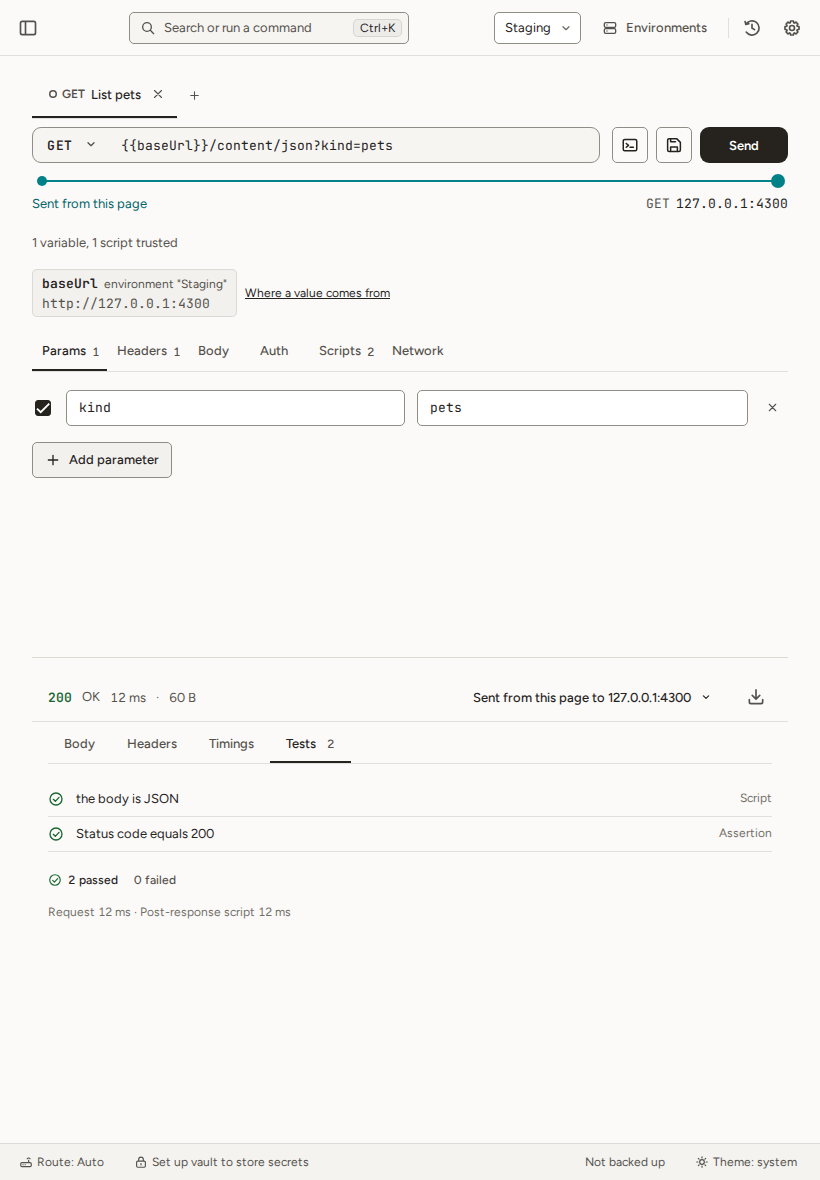 Search or run a command Ctrl+K Staging Environments
GET List pets
GET {{baseUrl}}/content/json?kind=pets Send
Sent from this page GET 127.0.0.1:4300
1 variable, 1 script trusted
baseUrl environment "Staging"
http://127.0.0.1:4300
Where a value comes from
Params 1 Headers 1 Body Auth Scripts 2 Network
kind pets
Add parameter
200 OK 12 ms · 60 B Sent from this page to 127.0.0.1:4300
Body Headers Timings Tests 2
the body is JSON Script
Status code equals 200 Assertion
2 passed 0 failed
Request 12 ms · Post-response script 12 ms
Route: Auto Set up vault to store secrets Not backed up Theme: system